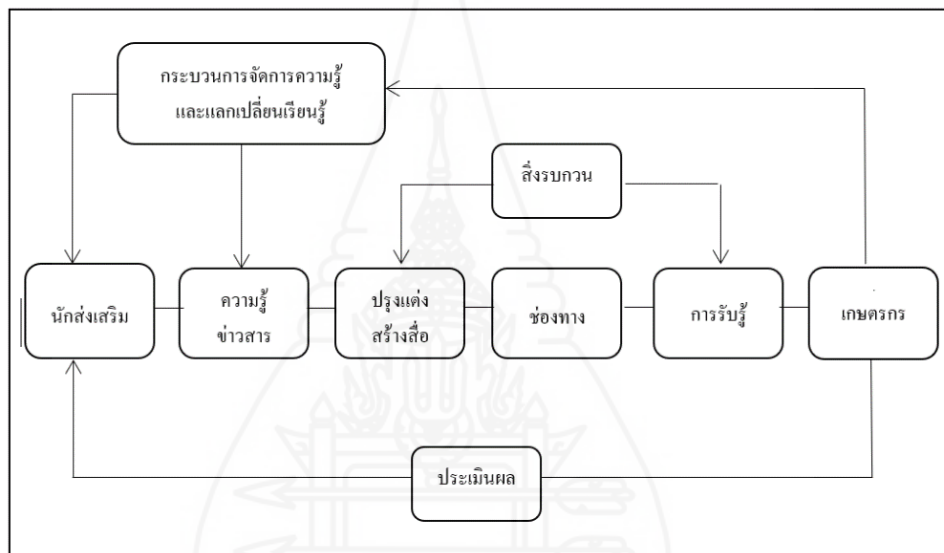 กระบวนการจัดการความรู้
และแลกเปลี่ยนเรียนรู้
สิ่งรบกวน
นักส่งเสริม
ความรู้
ข่าวสาร
ปรุงแต่ง
สร้างสื่อ
ช่องทาง
การรับรู้
เกษตรกร
ประเมินผล